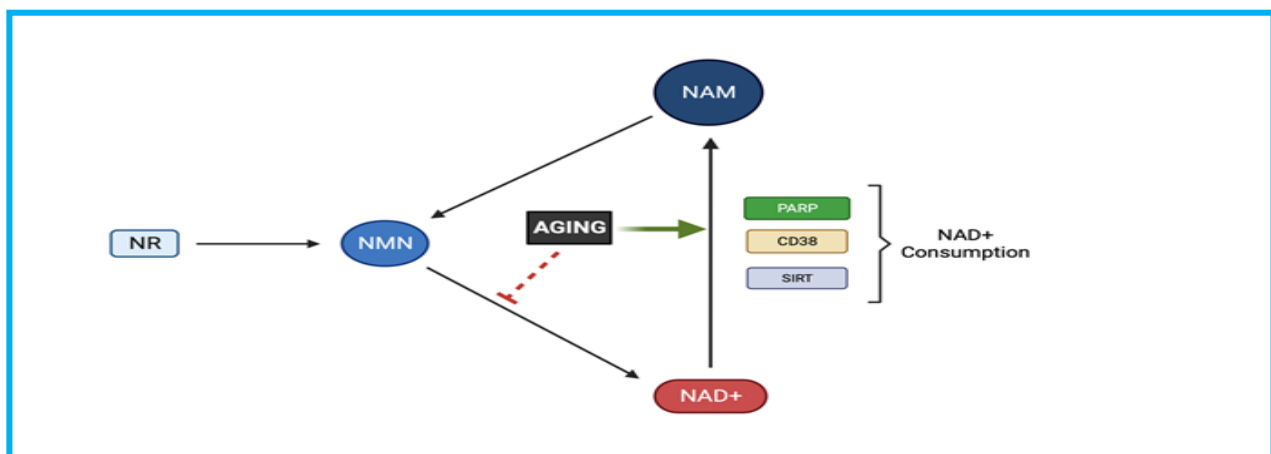 NAM
NR
NMN
AGING
PARP
CD38
SIRT
NAD+
Consumption
NAD+